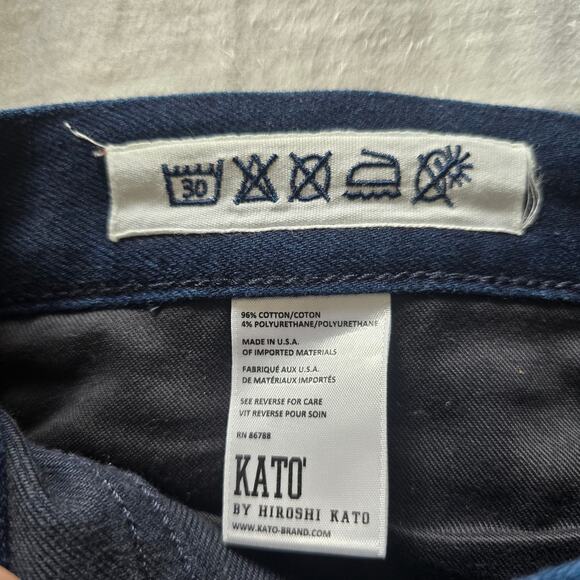 30
96% COTTON/COTON
4% POLYURETHANE/POLYURETHANE
MADE IN U.S.A.
OF IMPORTED MATERIALS
FABRIQUÉ AUX U.S.A.
DE MATÉRIAUX IMPORTÉS
SEE REVERSE FOR CARE
VIT REVERSE POUR SOIN
RN 86788
KATO'
BY HIROSHI KATO
WWW.KATO-BRAND.COM